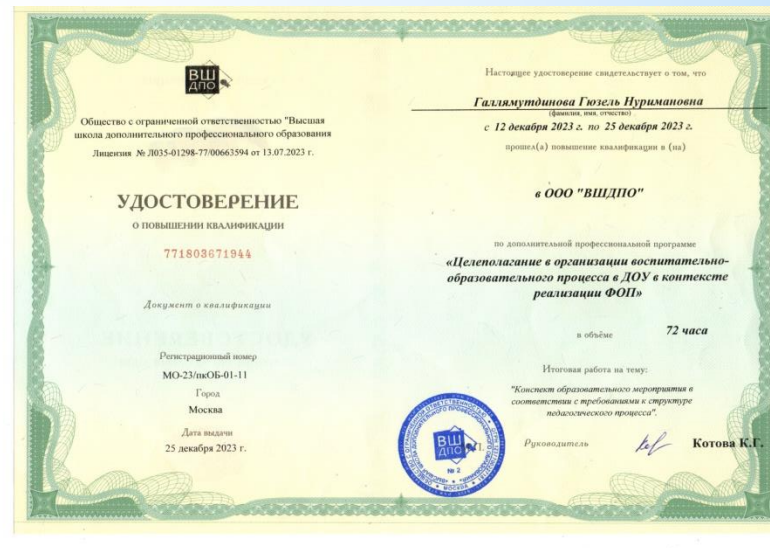 ВШ
ДПО
Общество с ограниченной ответственностью "Высшая
школа дополнительного профессионального образования
Лицензия № Л035-01298-77/00663594 от 13.07.2023 г.
УДОСТОВЕРЕНИЕ
О ПОВЫШЕНИИ КВАЛИФИКАЦИИ
771803671944
Документ о квалификации
Регистрационный номер
МО-23/пкОБ-01-11
Город
Москва
Дата выдачи
25 декабря 2023 г.
Настоящее удостоверение свидетельствует о том, что
Галлямутдинова Гюзель Нуримановна
(фамилия, имя, отчество)
с 12 декабря 2023 г. по 25 декабря 2023 г.
прошел(а) повышение квалификации в (на)
в ООО "ВШДПО"
по дополнительной профессиональной программе
«Целеполагание в организации воспитательно-
образовательного процесса в ДОУ в контексте
реализации ФОП»
в объёме 72 часа
Итоговая работа на тему:
"Конспект образовательного мероприятия в
соответствии с требованиями к структуре
педагогического процесса".
Руководитель Котова К.Г.
ВШ
ДПО
№ 2
МОСКВА